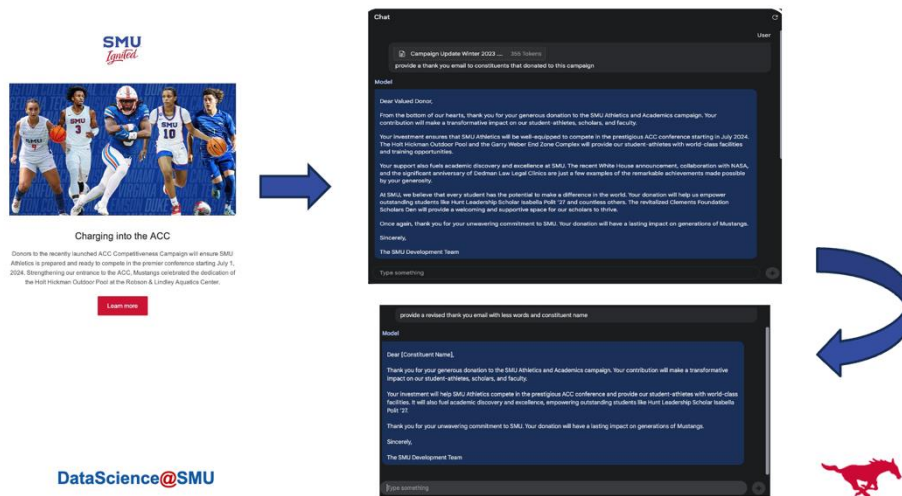 SMU
Ignited
Charging into the ACC
Donors to the recently launched ACC Competitiveness Campaign will ensure SMU
Athletics is prepared and ready to compete in the premier conference starting July 1,
2024. Strengthening our entrance to the ACC, Mustangs celebrated the dedication of
the Holt Hickman Outdoor Pool at the Robson & Lindley Aquatics Center.
Learn more
DataScience@SMU
Chat
User
Campaign Update Winter 2023 ... 355 Tokens
provide a thank you email to constituents that donated to this campaign
Model
Dear Valued Donor,
From the bottom of our hearts, thank you for your generous donation to the SMU Athletics and Academics campaign. Your
contribution will make a transformative impact on our student-athletes, scholars, and faculty.
Your investment ensures that SMU Athletics will be well-equipped to compete in the prestigious ACC conference starting in July 2024.
The Holt Hickman Outdoor Pool and the Garry Weber End Zone Complex will provide our student-athletes with world-class facilities
and training opportunities.
Your support also fuels academic discovery and excellence at SMU. The recent White House announcement, collaboration with NASA,
and the significant anniversary of Dedman Law Legal Clinics are just a few examples of the remarkable achievements made possible
by your generosity.
At SMU, we believe that every student has the potential to make a difference in the world. Your donation will help us empower
outstanding students like Hunt Leadership Scholar Isabella Polit '27 and countless others. The revitalized Clements Foundation
Scholars Den will provide a welcoming and supportive space for our scholars to thrive.
Once again, thank you for your unwavering commitment to SMU. Your donation will have a lasting impact on generations of Mustangs.
Sincerely,
The SMU Development Team
Type something
provide a revised thank you email with less words and constituent name
Model
Dear [Constituent Name],
Thank you for your generous donation to the SMU Athletics and Academics campaign. Your contribution will make a transformative
impact on our student-athletes, scholars, and faculty.
Your investment will help SMU Athletics compete in the prestigious ACC conference and provide our student-athletes with world-class
facilities. It will also fuel academic discovery and excellence, empowering outstanding students like Hunt Leadership Scholar Isabella
Polit '27.
Thank you for your unwavering commitment to SMU. Your donation will have a lasting impact on generations of Mustangs.
Sincerely,
The SMU Development Team
Type something